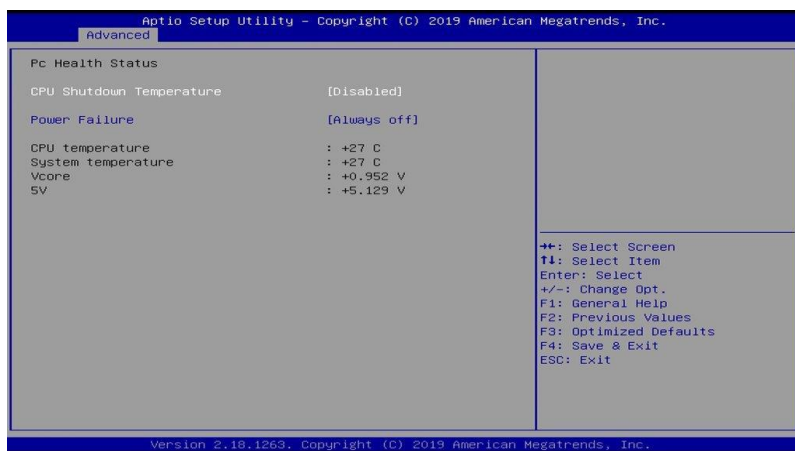 Aptio Setup Utility – Copyright (C) 2019 American Megatrends, Inc.
Advanced
Pc Health Status
CPU Shutdown Temperature [Disabled]
Power Failure [Always off]
CPU temperature : +27 C
System temperature : +27 C
Vcore : +0.952 V
5V : +5.129 V
→←: Select Screen
↑↓: Select Item
Enter: Select
+/-: Change Opt.
F1: General Help
F2: Previous Values
F3: Optimized Defaults
F4: Save & Exit
ESC: Exit
Version 2.18.1263. Copyright (C) 2019 American Megatrends, Inc.